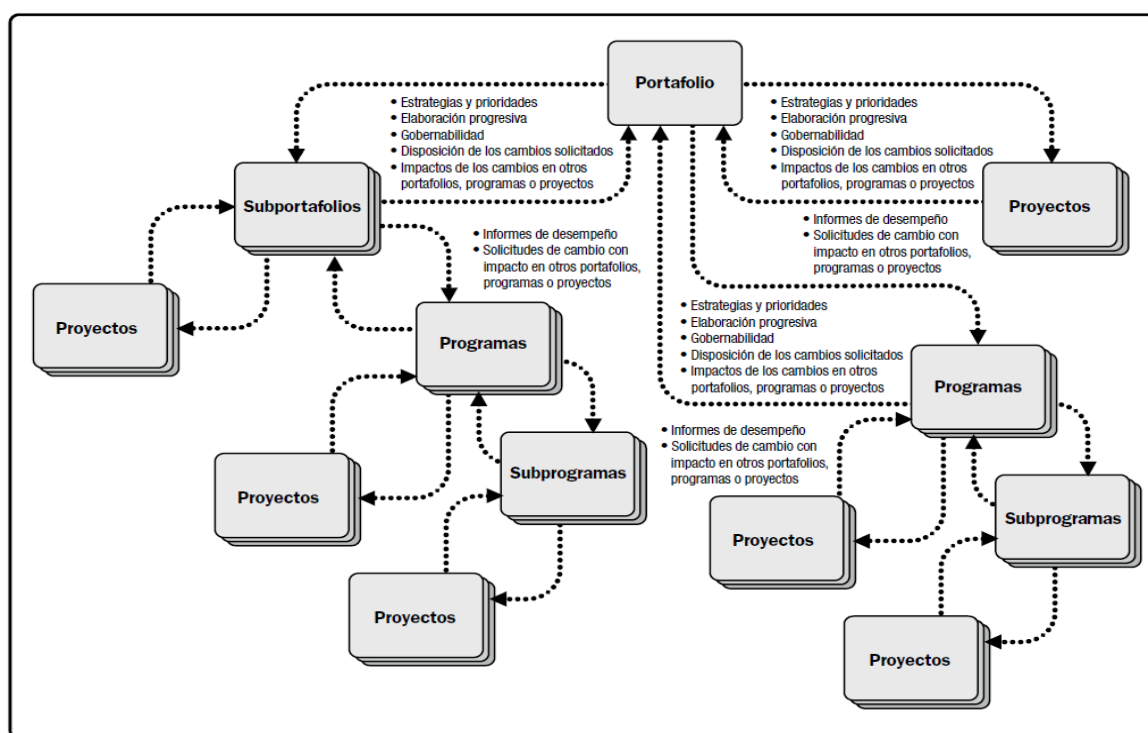 Portafolio
• Estrategias y prioridades
• Elaboración progresiva
• Gobernabilidad
• Disposición de los cambios solicitados
• Impactos de los cambios en otros
portafolios, programas o proyectos
• Estrategias y prioridades
• Elaboración progresiva
• Gobernabilidad
• Disposición de los cambios solicitados
• Impactos de los cambios en otros
portafolios, programas o proyectos
Subportafolios
Proyectos
• Informes de desempeño
• Solicitudes de cambio con
impacto en otros portafolios,
programas o proyectos
• Informes de desempeño
• Solicitudes de cambio con
impacto en otros portafolios,
programas o proyectos
Proyectos
Programas
• Estrategias y prioridades
• Elaboración progresiva
• Gobernabilidad
• Disposición de los cambios solicitados
• Impactos de los cambios en otros
portafolios, programas o proyectos
Programas
• Informes de desempeño
• Solicitudes de cambio con
impacto en otros portafolios,
programas o proyectos
Proyectos
Subprogramas
Proyectos
Subprogramas
Proyectos
Proyectos